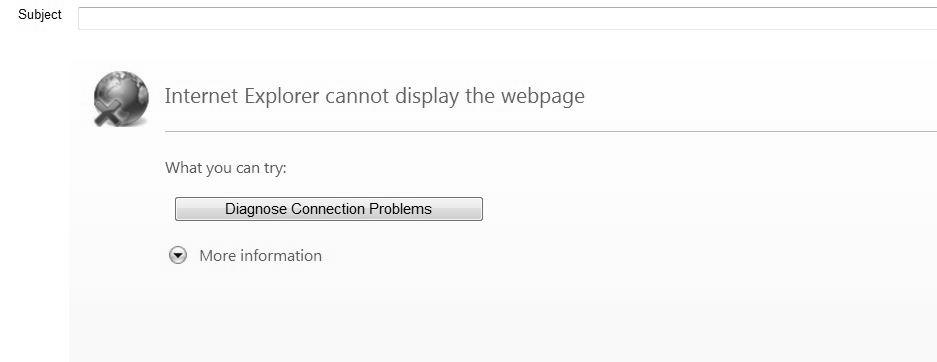 Subject
Internet Explorer cannot display the webpage
What you can try:
Diagnose Connection Problems
More information